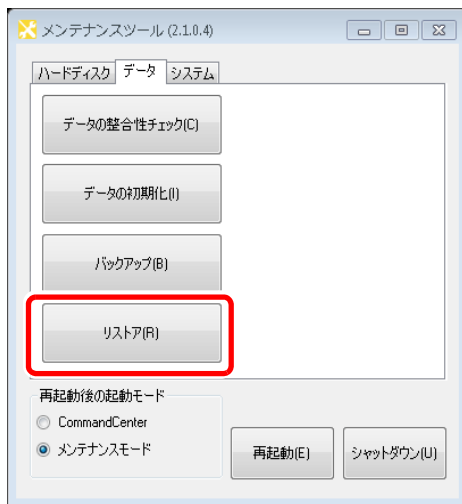 メンテナンスツール (2.1.0.4)
ハードディスク データ システム
データの整合性チェック(C)
データの初期化(I)
バックアップ(B)
リストア(R)
再起動後の起動モード
CommandCenter
メンテナンスモード
再起動(E) シャットダウン(U)